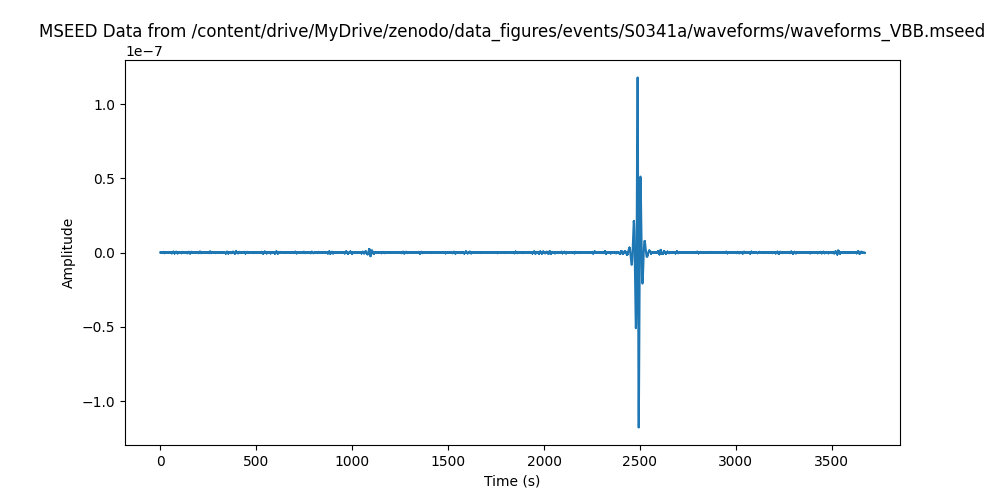 MSEED Data from /content/drive/MyDrive/zenodo/data_figures/events/S0341a/waveforms/waveforms_VBB.mseed
1e−7
1.0
0.5
0.0
−0.5
−1.0
Amplitude
0 500 1000 1500 2000 2500 3000 3500
Time (s)